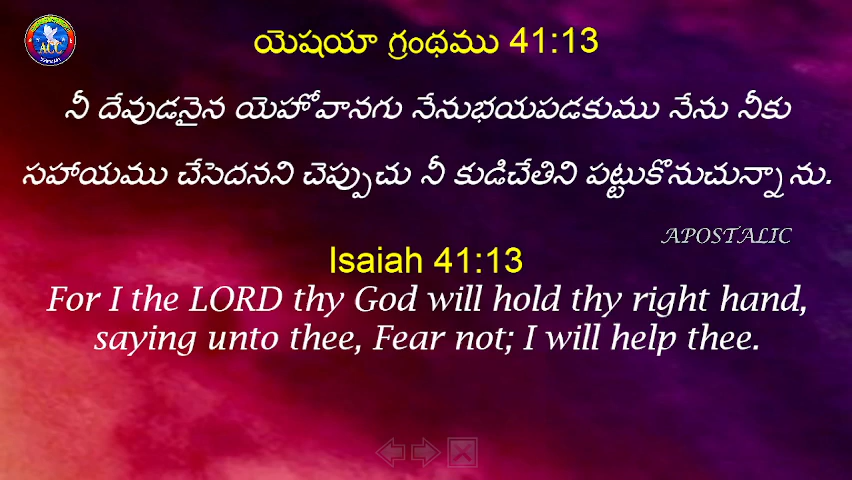 ACC
యెషయా గ్రంథము 41:13
నీ దేవుడనైన యెహోవానగు నేనుభయపడకుము నేను నీకు
సహాయము చేసెదనని చెప్పుచు నీ కుడిచేతిని పట్టుకొనుచున్నాను.
APOSTALIC
Isaiah 41:13
For I the LORD thy God will hold thy right hand,
saying unto thee, Fear not; I will help thee.